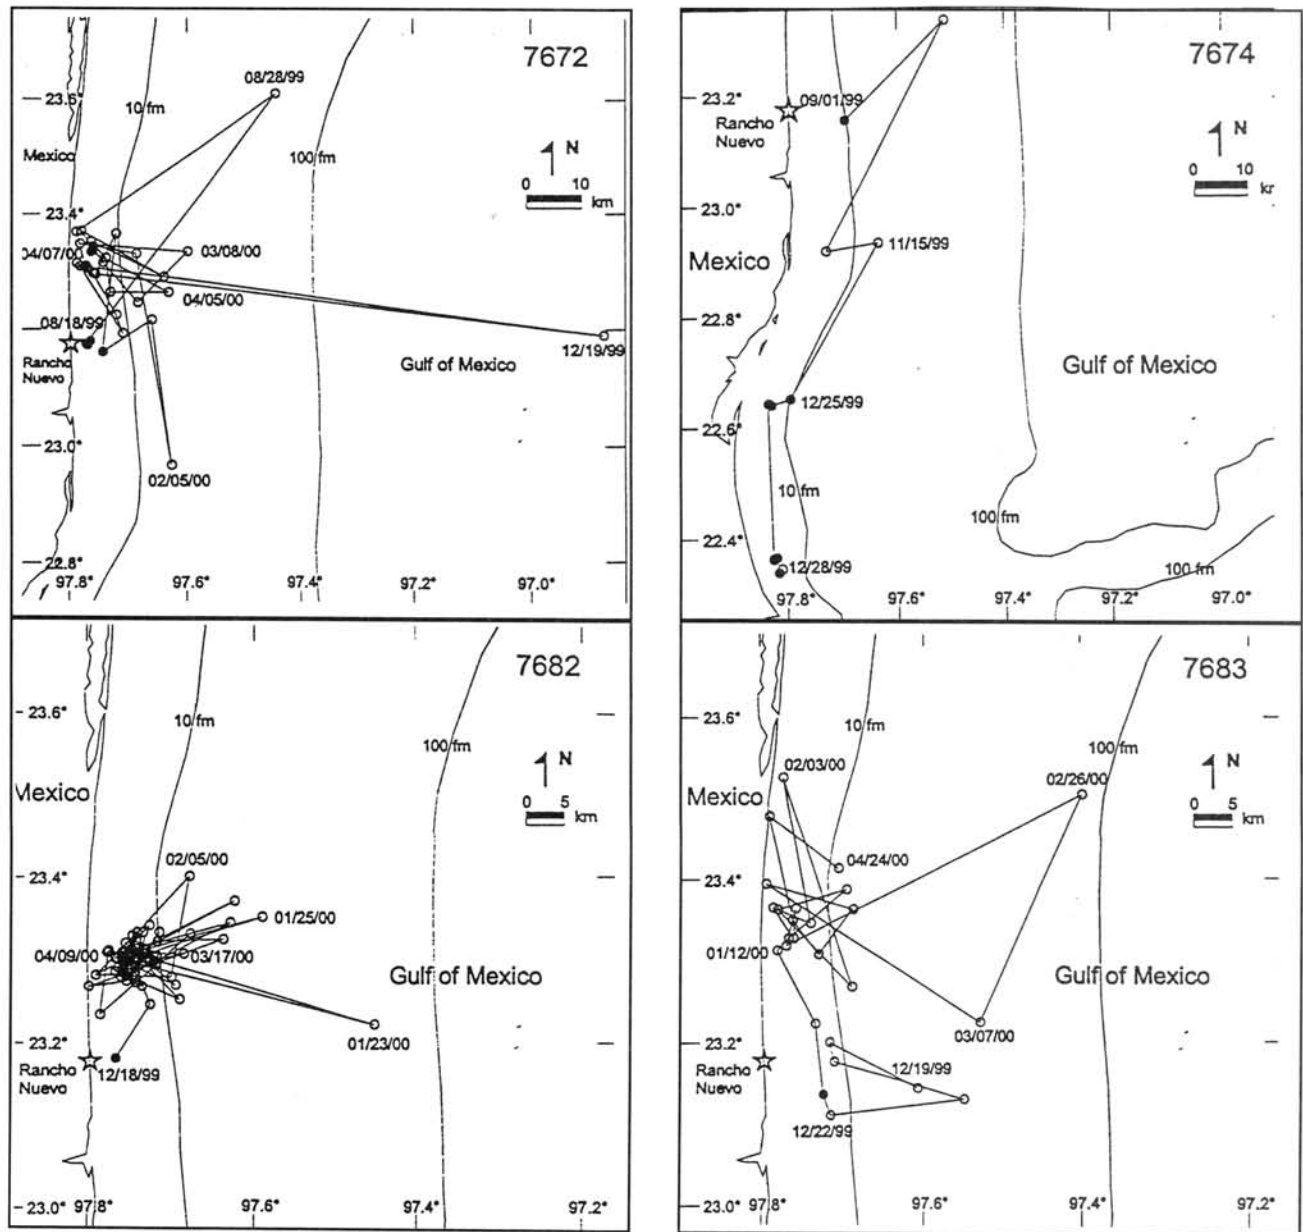 7672
08/28/99
23.6°
10 fm
Mexico
100 fm
N
0 10
km
23.4°
04/07/00
03/08/00
04/05/00
08/18/99
12/19/99
Rancho
Nuevo
Gulf of Mexico
23.0°
02/05/00
22.8°
97.8° 97.6° 97.4° 97.2° 97.0°
7674
23.2°
09/01/99
Rancho
Nuevo
N
0 10
kr
23.0°
11/15/99
Mexico
22.8°
Gulf of Mexico
12/25/99
22.6°
10 fm
100 fm
22.4°
12/28/99
100 fm
97.8° 97.6° 97.4° 97.2° 97.0°
7682
23.6°
10 fm
100 fm
N
Mexico
0 5
km
02/05/00
23.4°
01/25/00
04/09/00
03/17/00
Gulf of Mexico
01/23/00
23.2°
Rancho
Nuevo
12/18/99
23.0° 97.8° 97.6° 97.4° 97.2°
7683
23.6°
10 fm
100 fm
N
02/03/00
02/26/00
Mexico
0 5
km
04/24/00
23.4°
01/12/00
Gulf of Mexico
03/07/00
23.2°
Rancho
Nuevo
12/19/99
12/22/99
23.0° 97.8° 97.6° 97.4° 97.2°